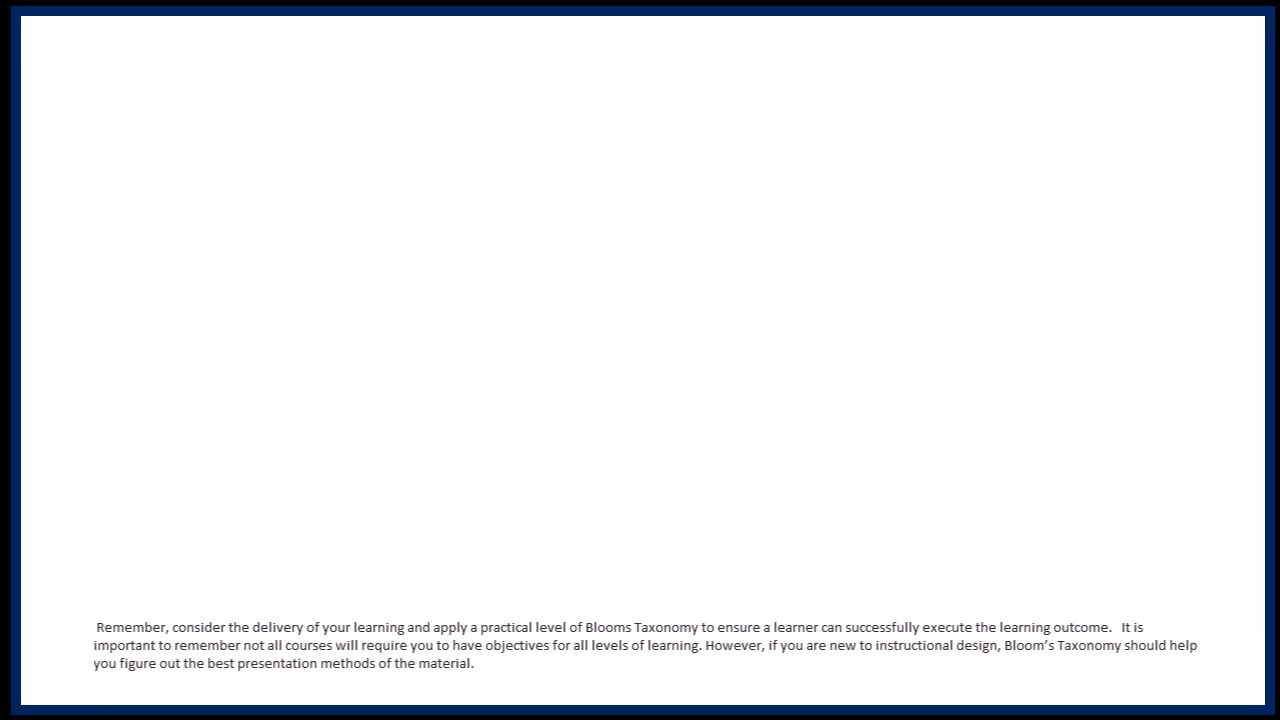 Remember, consider the delivery of your learning and apply a practical level of Blooms Taxonomy to ensure a learner can successfully execute the learning outcome.   It is
important to remember not all courses will require you to have objectives for all levels of learning. However, if you are new to instructional design, Bloom’s Taxonomy should help
you figure out the best presentation methods of the material.